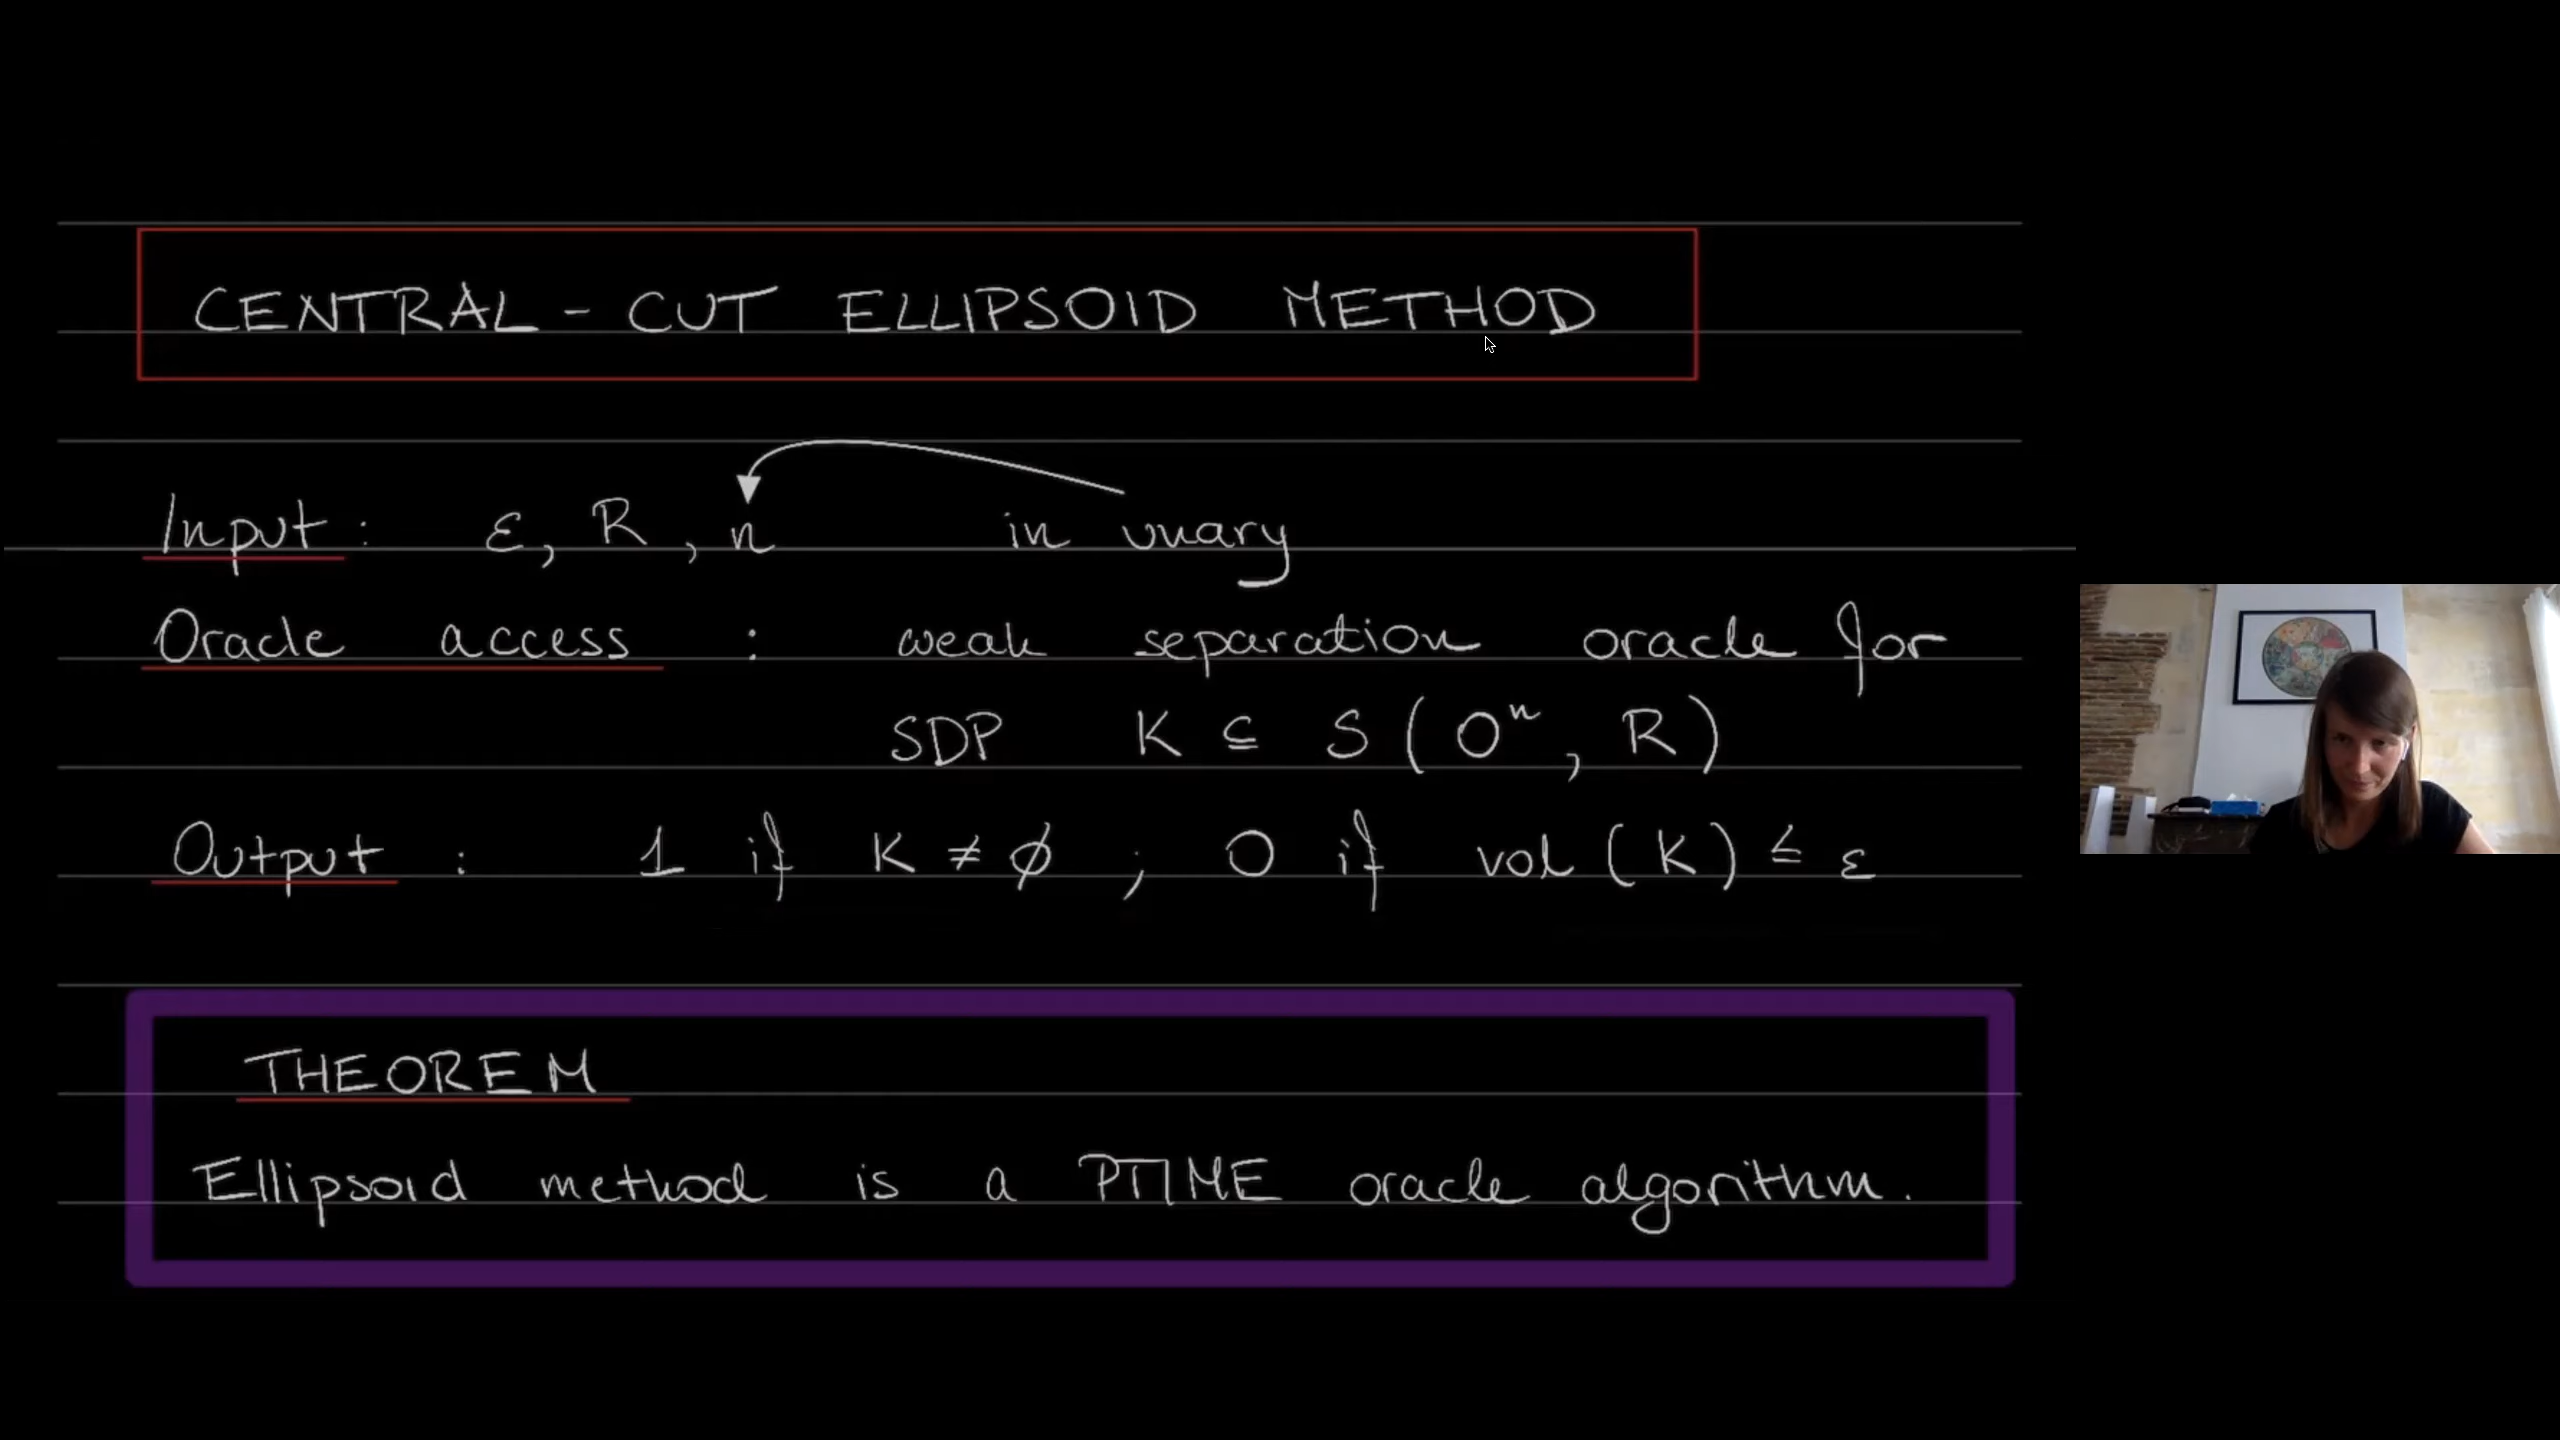 CENTRAL - CUT ELLIPSOID METHOD
Input : ε, R, n in unary
Oracle access : weak separation oracle for
SDP K ⊆ S ( 0ⁿ , R )
Output : 1 if K ≠ ∅ ; 0 if vol (K) ≤ ε
THEOREM
Ellipsoid method is a PTIME oracle algorithm.